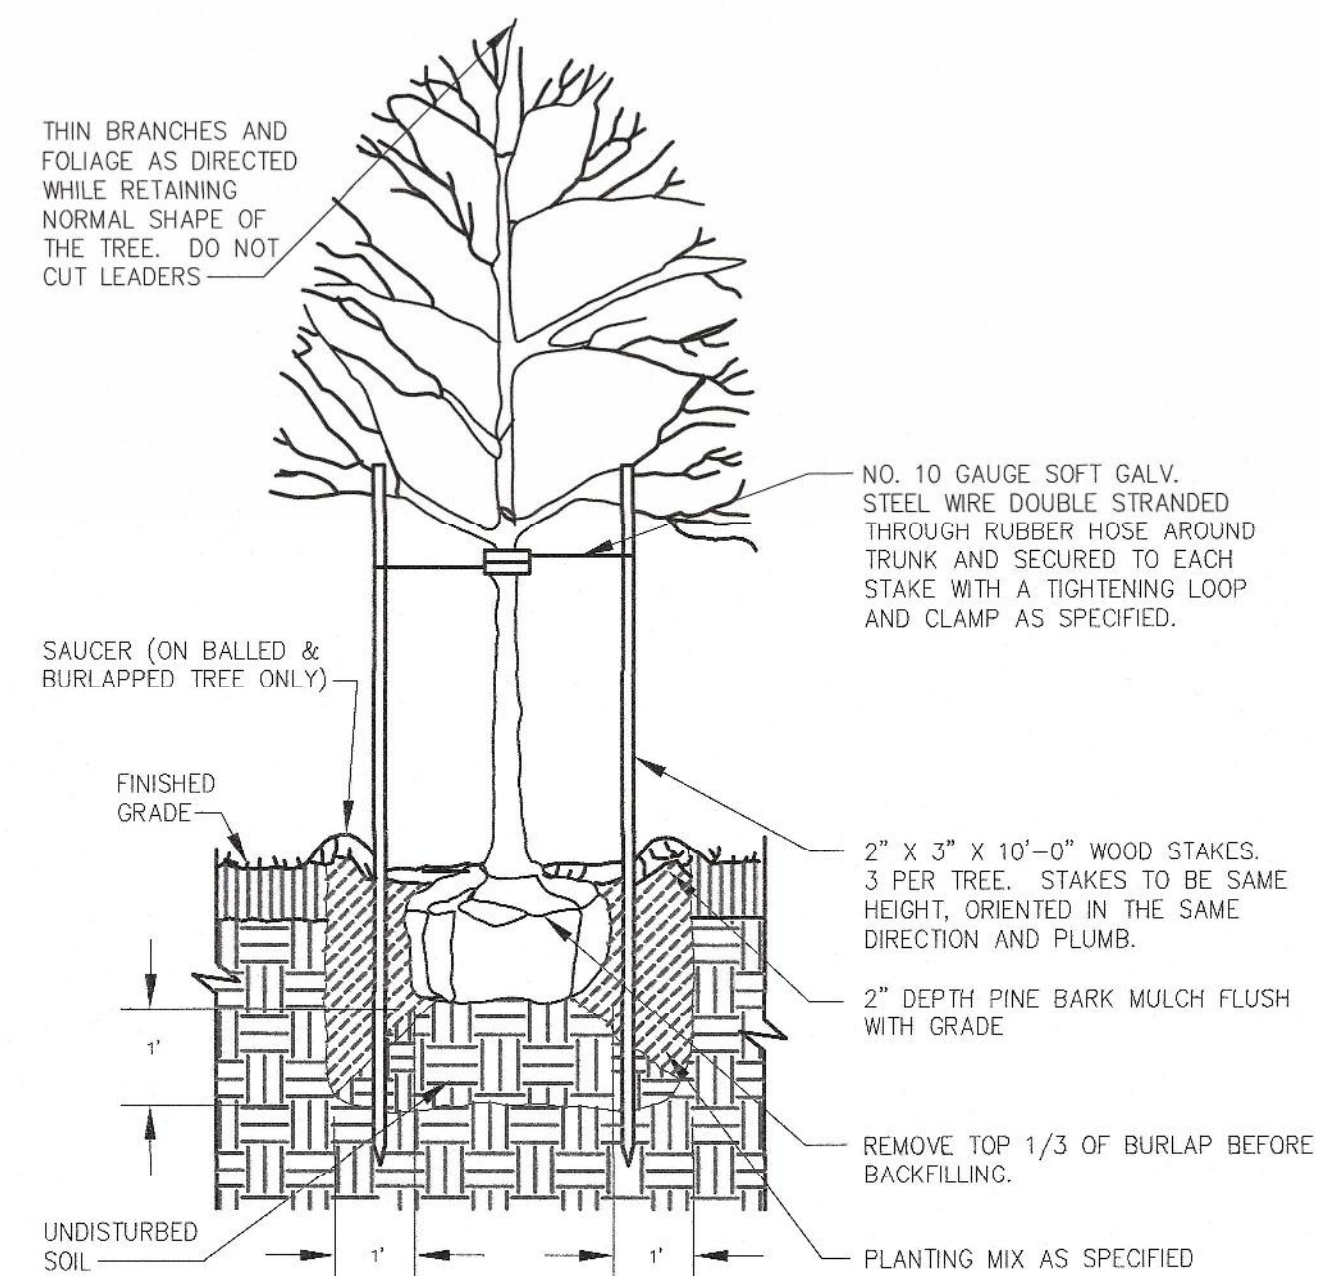 THIN BRANCHES AND
FOLIAGE AS DIRECTED
WHILE RETAINING
NORMAL SHAPE OF
THE TREE. DO NOT
CUT LEADERS
NO. 10 GAUGE SOFT GALV.
STEEL WIRE DOUBLE STRANDED
THROUGH RUBBER HOSE AROUND
TRUNK AND SECURED TO EACH
STAKE WITH A TIGHTENING LOOP
AND CLAMP AS SPECIFIED.
SAUCER (ON BALLED &
BURLAPPED TREE ONLY)
FINISHED
GRADE
2" X 3" X 10'-0" WOOD STAKES.
3 PER TREE. STAKES TO BE SAME
HEIGHT, ORIENTED IN THE SAME
DIRECTION AND PLUMB.
2" DEPTH PINE BARK MULCH FLUSH
WITH GRADE
1'
REMOVE TOP 1/3 OF BURLAP BEFORE
BACKFILLING.
UNDISTURBED
SOIL
1'
1'
PLANTING MIX AS SPECIFIED